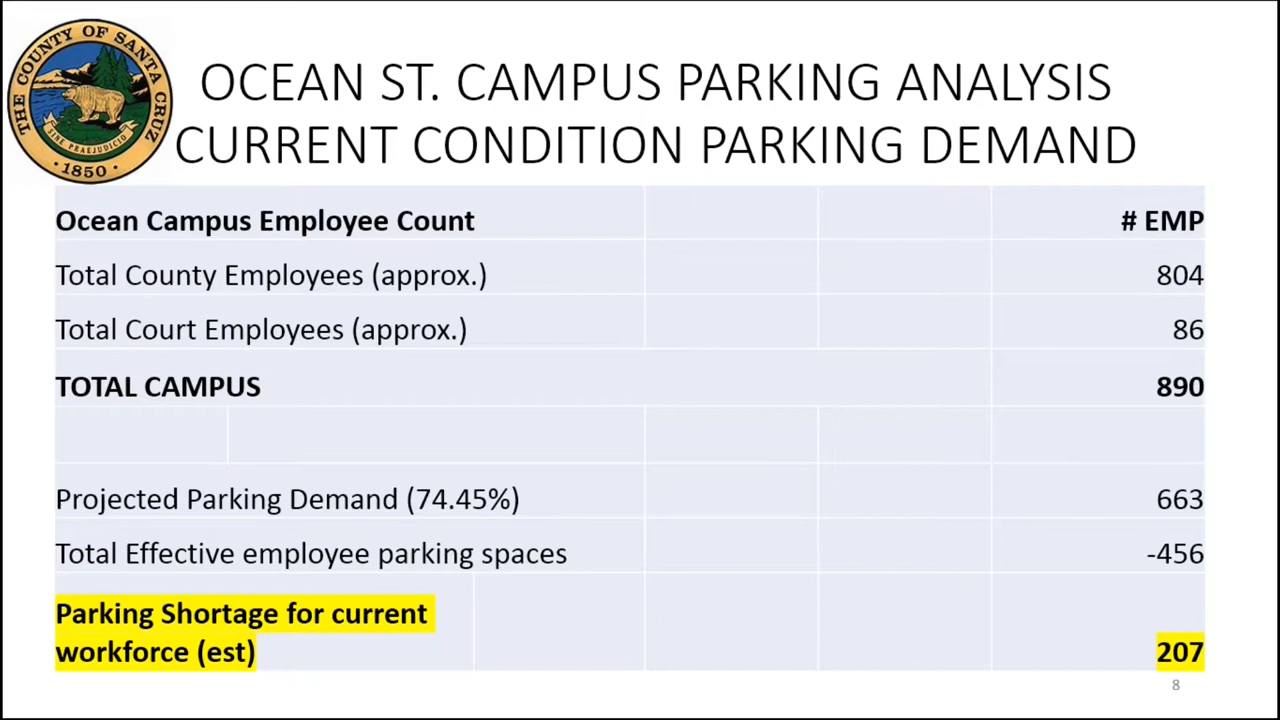 THE COUNTY OF SANTA CRUZ
SINE PRAEJUDICIO
· 1850 ·
OCEAN ST. CAMPUS PARKING ANALYSIS
CURRENT CONDITION PARKING DEMAND
Ocean Campus Employee Count # EMP
Total County Employees (approx.) 804
Total Court Employees (approx.) 86
TOTAL CAMPUS 890
Projected Parking Demand (74.45%) 663
Total Effective employee parking spaces -456
Parking Shortage for current
workforce (est) 207
8